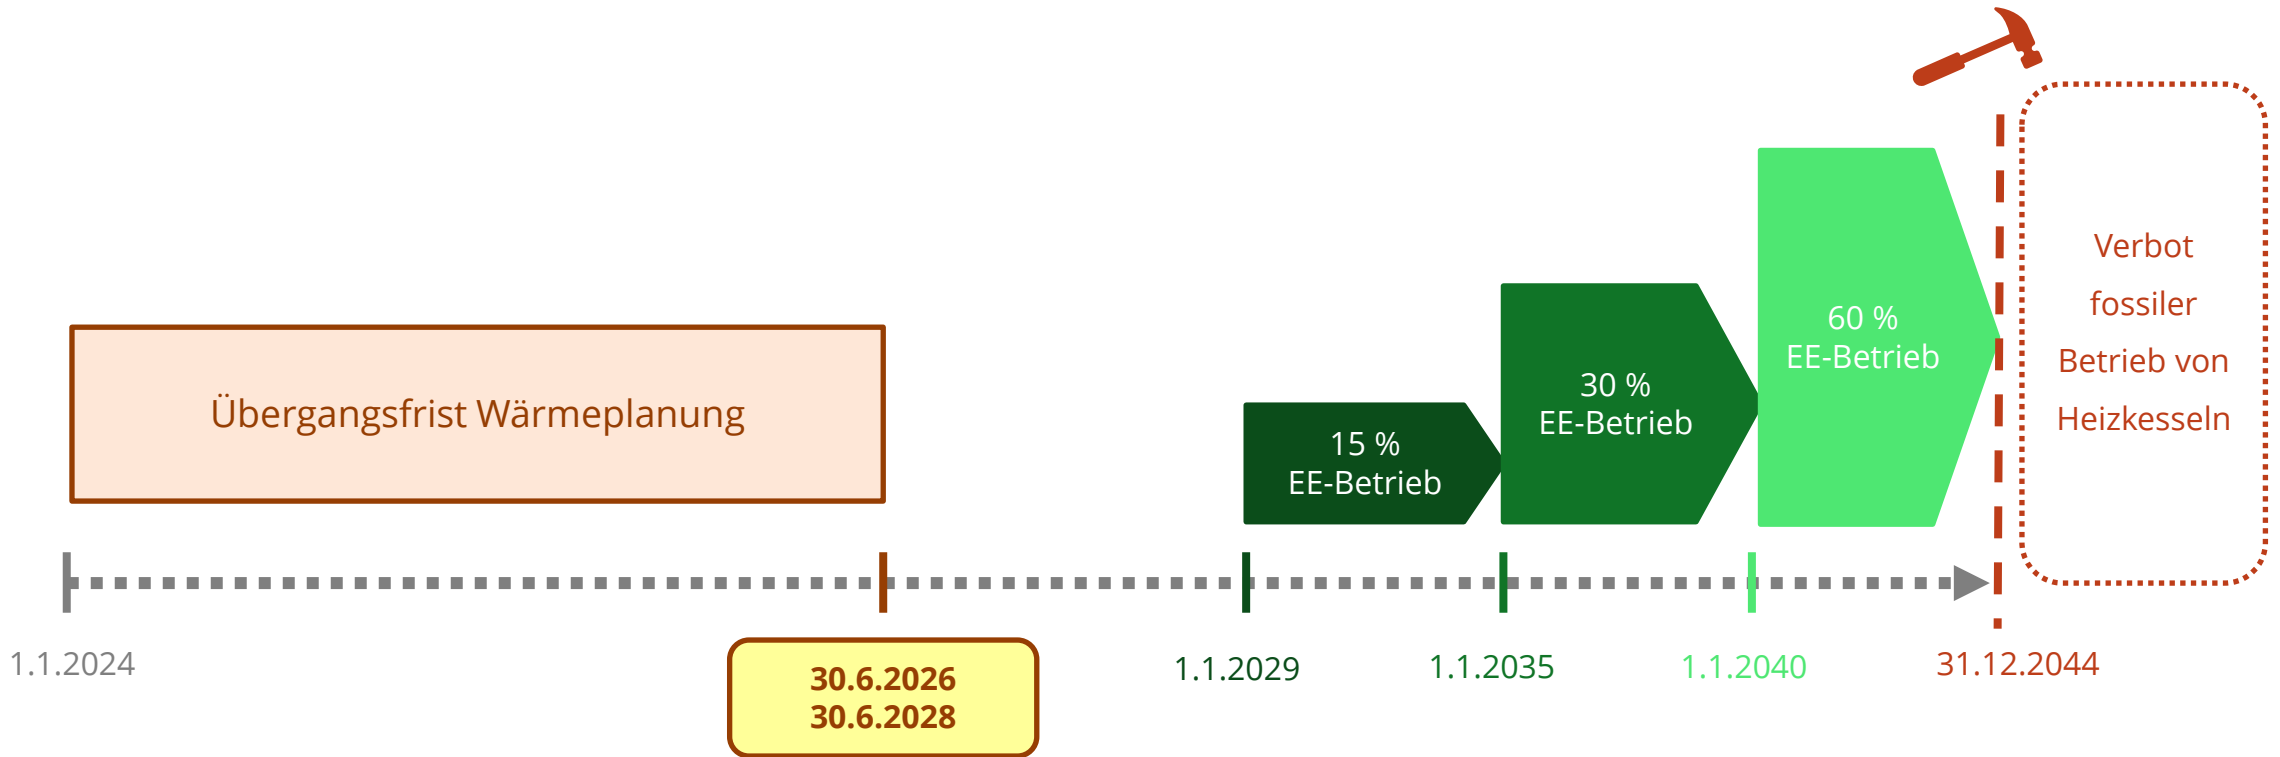 Übergangsfrist Wärmeplanung
15 %
EE-Betrieb
30 %
EE-Betrieb
60 %
EE-Betrieb
Verbot
fossiler
Betrieb von
Heizkesseln
1.1.2024
30.6.2026
30.6.2028
1.1.2029
1.1.2035
1.1.2040
31.12.2044